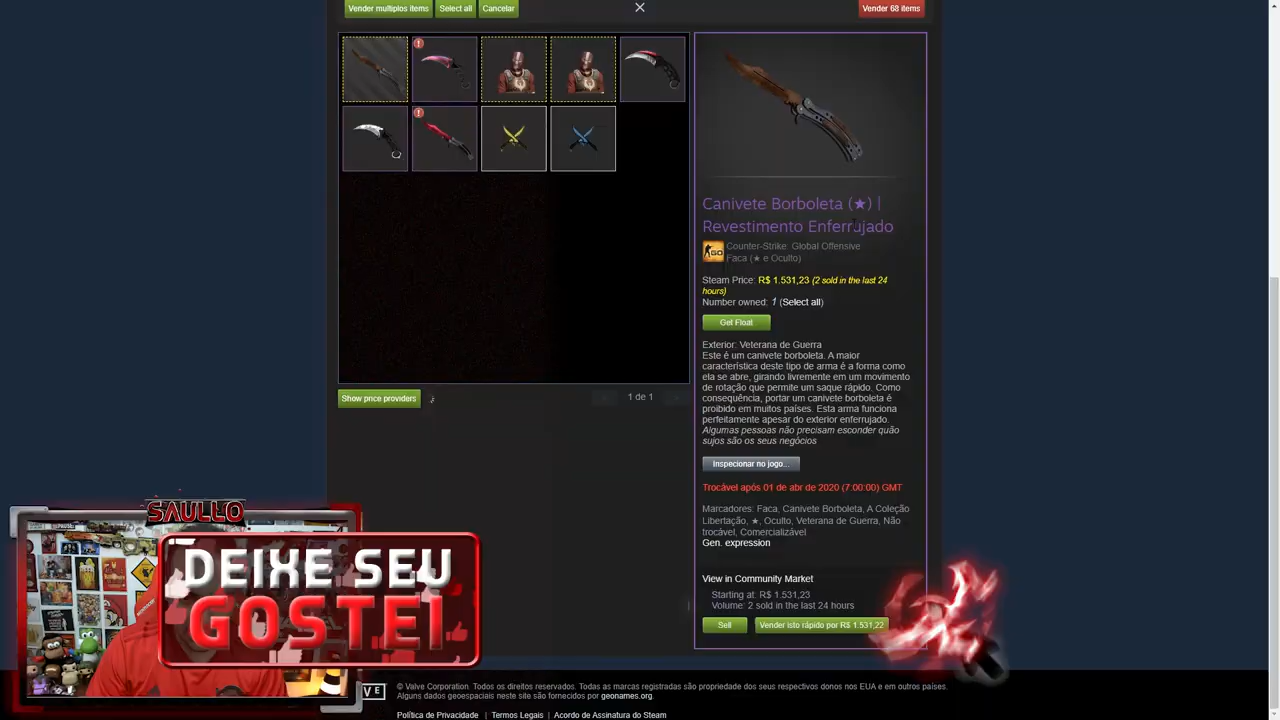 Vender multiplos items
Select all
Cancelar
Vender 68 items
Canivete Borboleta (★) |
Revestimento Enferrujado
Counter-Strike: Global Offensive
Faca (★ e Oculto)
Steam Price: R$ 1.531,23 (2 sold in the last 24
hours)
Number owned: 1 (Select all)
Get Float
Exterior: Veterana de Guerra
Este é um canivete borboleta. A maior
característica deste tipo de arma é a forma como
ela se abre, girando livremente em um movimento
de rotação que permite um saque rápido. Como
consequência, portar um canivete borboleta é
proibido em muitos países. Esta arma funciona
perfeitamente apesar do exterior enferrujado.
Algumas pessoas não precisam esconder quão
sujos são os seus negócios
Show price providers
1 de 1
Inspecionar no jogo...
Trocável após 01 de abr de 2020 (7:00:00) GMT
Marcadores: Faca, Canivete Borboleta, A Coleção
Libertação, ★, Oculto, Veterana de Guerra, Não
trocável, Comercializável
Gen. expression
View in Community Market
Starting at: R$ 1.531,23
Volume: 2 sold in the last 24 hours
Sell
Vender isto rápido por R$ 1.531,22
SAULLO
DEIXE SEU
GOSTEI
VE
© Valve Corporation. Todos os direitos reservados. Todas as marcas registradas são propriedade dos seus respectivos donos nos EUA e em outros países.
Alguns dados geoespaciais neste site são fornecidos por geonames.org.
Política de Privacidade | Termos Legais | Acordo de Assinatura do Steam